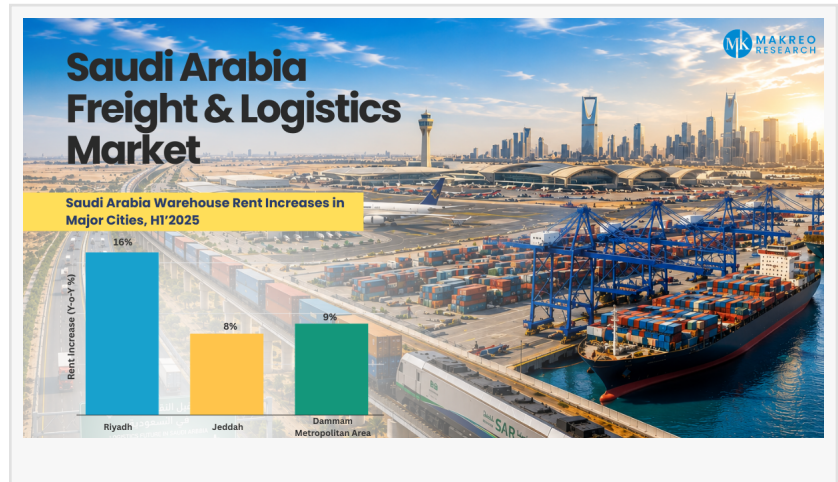 MAKREO
RESEARCH
Saudi Arabia
Freight & Logistics
Market
Saudi Arabia Warehouse Rent Increases in
Major Cities, H1'2025
Rent Increase (Y-o-Y %)
16%
8%
9%
Riyadh
Jeddah
Dammam
Metropolitan Area
SAR